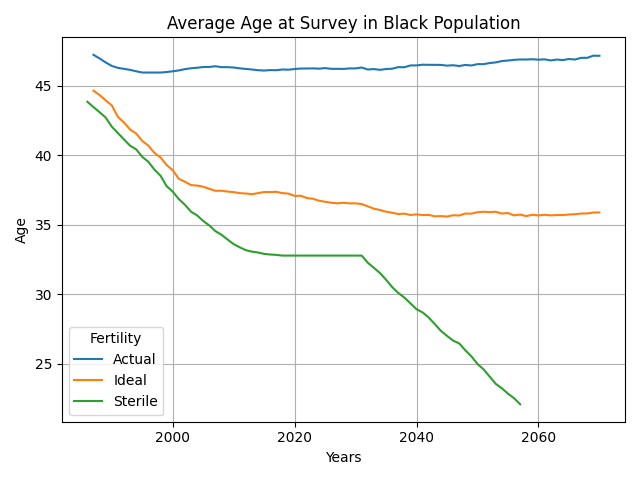 Average Age at Survey in Black Population
Age
45
40
35
30
25
Fertility
Actual
Ideal
Sterile
2000
2020
2040
2060
Years